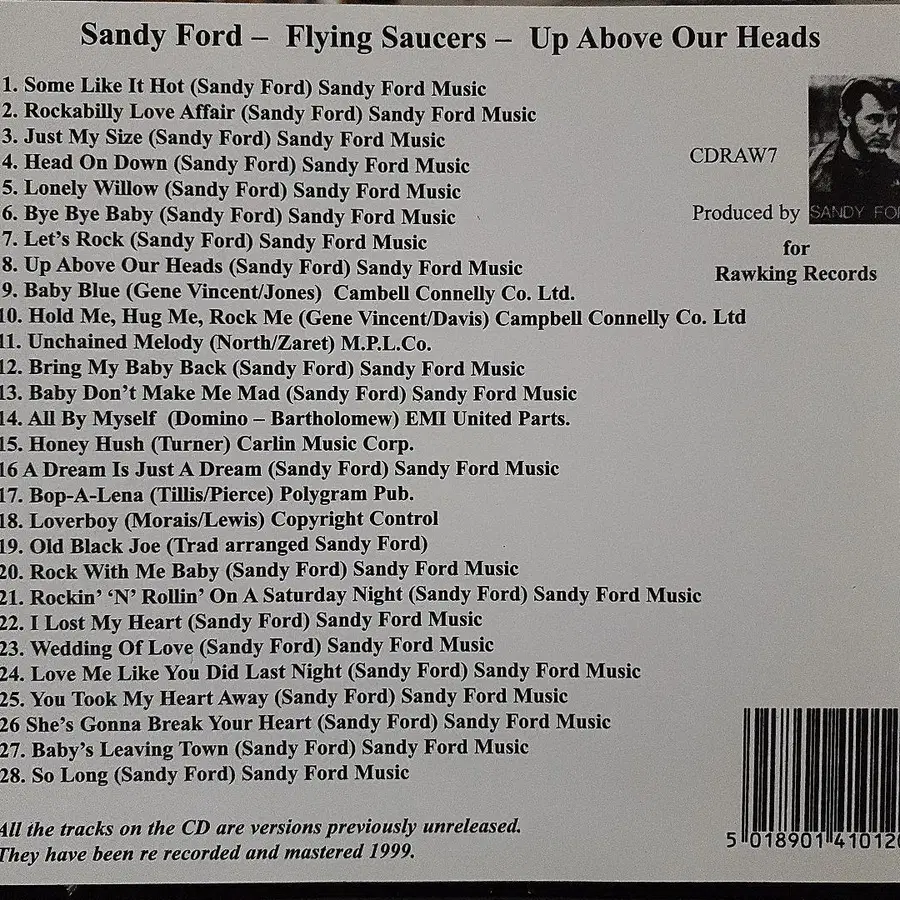 Sandy Ford – Flying Saucers – Up Above Our Heads
1. Some Like It Hot (Sandy Ford) Sandy Ford Music
2. Rockabilly Love Affair (Sandy Ford) Sandy Ford Music
3. Just My Size (Sandy Ford) Sandy Ford Music
4. Head On Down (Sandy Ford) Sandy Ford Music
5. Lonely Willow (Sandy Ford) Sandy Ford Music
6. Bye Bye Baby (Sandy Ford) Sandy Ford Music
7. Let's Rock (Sandy Ford) Sandy Ford Music
8. Up Above Our Heads (Sandy Ford) Sandy Ford Music
9. Baby Blue (Gene Vincent/Jones) Cambell Connelly Co. Ltd.
10. Hold Me, Hug Me, Rock Me (Gene Vincent/Davis) Campbell Connelly Co. Ltd
11. Unchained Melody (North/Zaret) M.P.L.Co.
12. Bring My Baby Back (Sandy Ford) Sandy Ford Music
13. Baby Don't Make Me Mad (Sandy Ford) Sandy Ford Music
14. All By Myself (Domino – Bartholomew) EMI United Parts.
15. Honey Hush (Turner) Carlin Music Corp.
16 A Dream Is Just A Dream (Sandy Ford) Sandy Ford Music
17. Bop-A-Lena (Tillis/Pierce) Polygram Pub.
18. Loverboy (Morais/Lewis) Copyright Control
19. Old Black Joe (Trad arranged Sandy Ford)
20. Rock With Me Baby (Sandy Ford) Sandy Ford Music
21. Rockin' 'N' Rollin' On A Saturday Night (Sandy Ford) Sandy Ford Music
22. I Lost My Heart (Sandy Ford) Sandy Ford Music
23. Wedding Of Love (Sandy Ford) Sandy Ford Music
24. Love Me Like You Did Last Night (Sandy Ford) Sandy Ford Music
25. You Took My Heart Away (Sandy Ford) Sandy Ford Music
26 She's Gonna Break Your Heart (Sandy Ford) Sandy Ford Music
27. Baby's Leaving Town (Sandy Ford) Sandy Ford Music
28. So Long (Sandy Ford) Sandy Ford Music
All the tracks on the CD are versions previously unreleased.
They have been re recorded and mastered 1999.
CDRAW7
Produced by
SANDY FO
for
Rawking Records
5 018901 41012